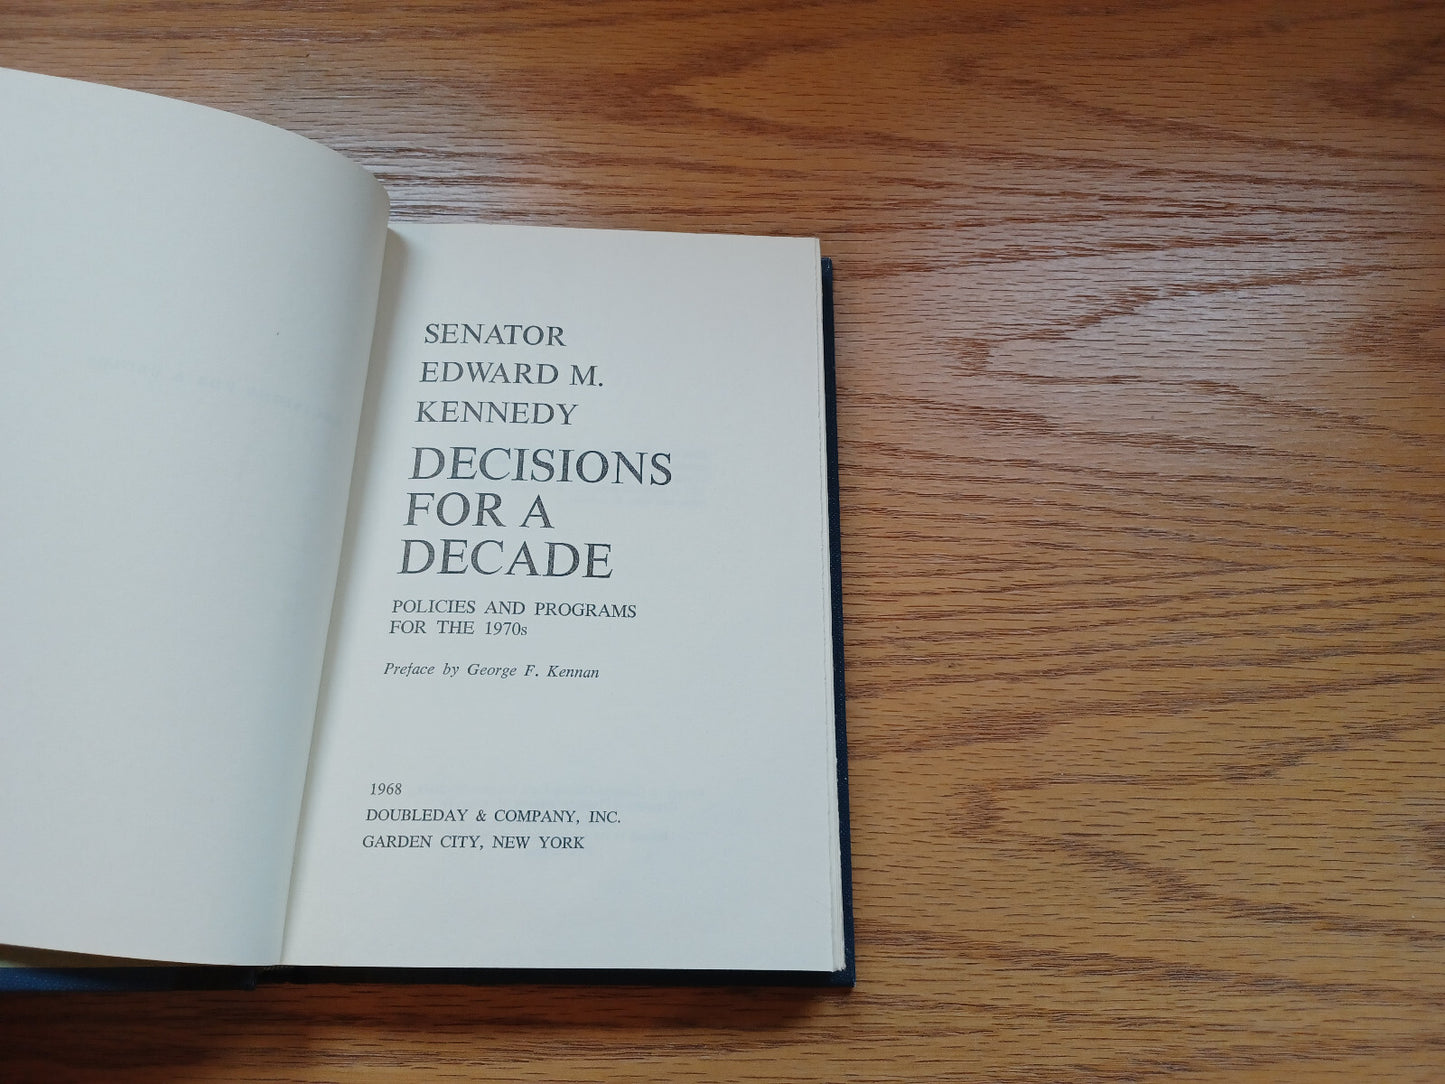 SENATOR
EDWARD M.
KENNEDY
DECISIONS
FOR A
DECADE
POLICIES AND PROGRAMS
FOR THE 1970s
Preface by George F. Kennan
1968
DOUBLEDAY & COMPANY, INC.
GARDEN CITY, NEW YORK